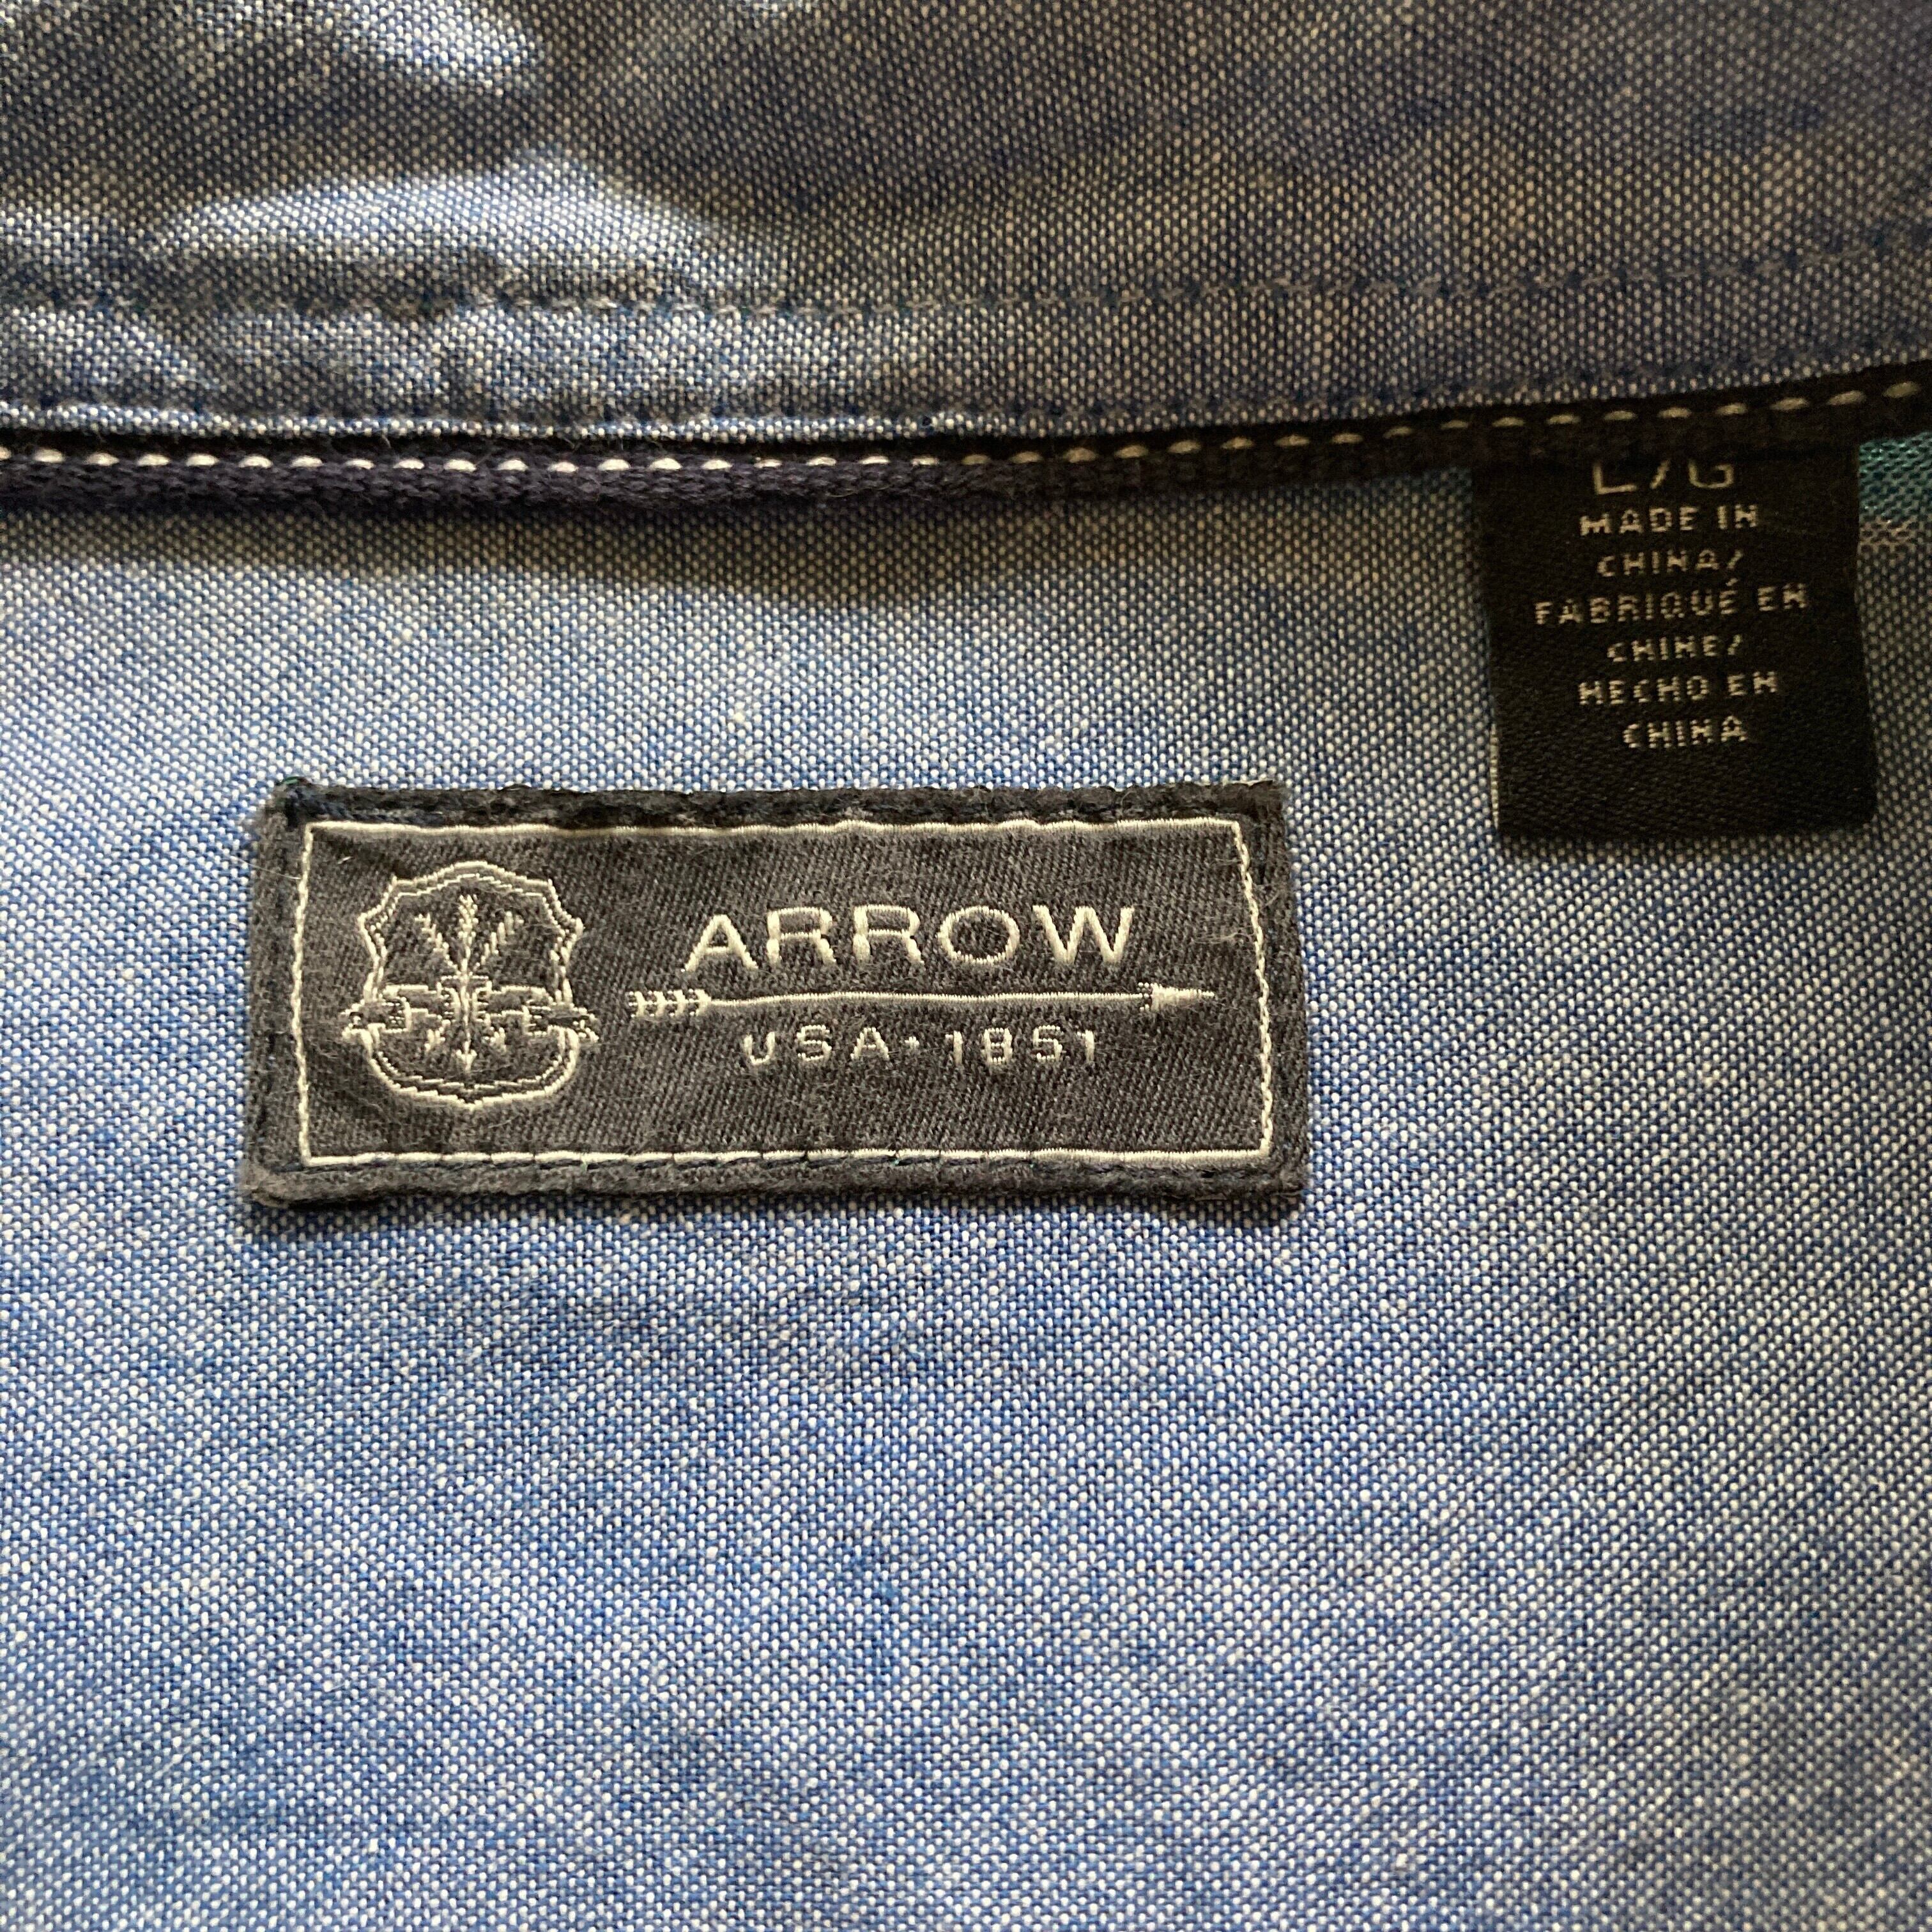 L/G
MADE IN
CHINA/
FABRIQUÉ EN
CHINE/
HECHO EN
CHINA
ARROW
USA·1851